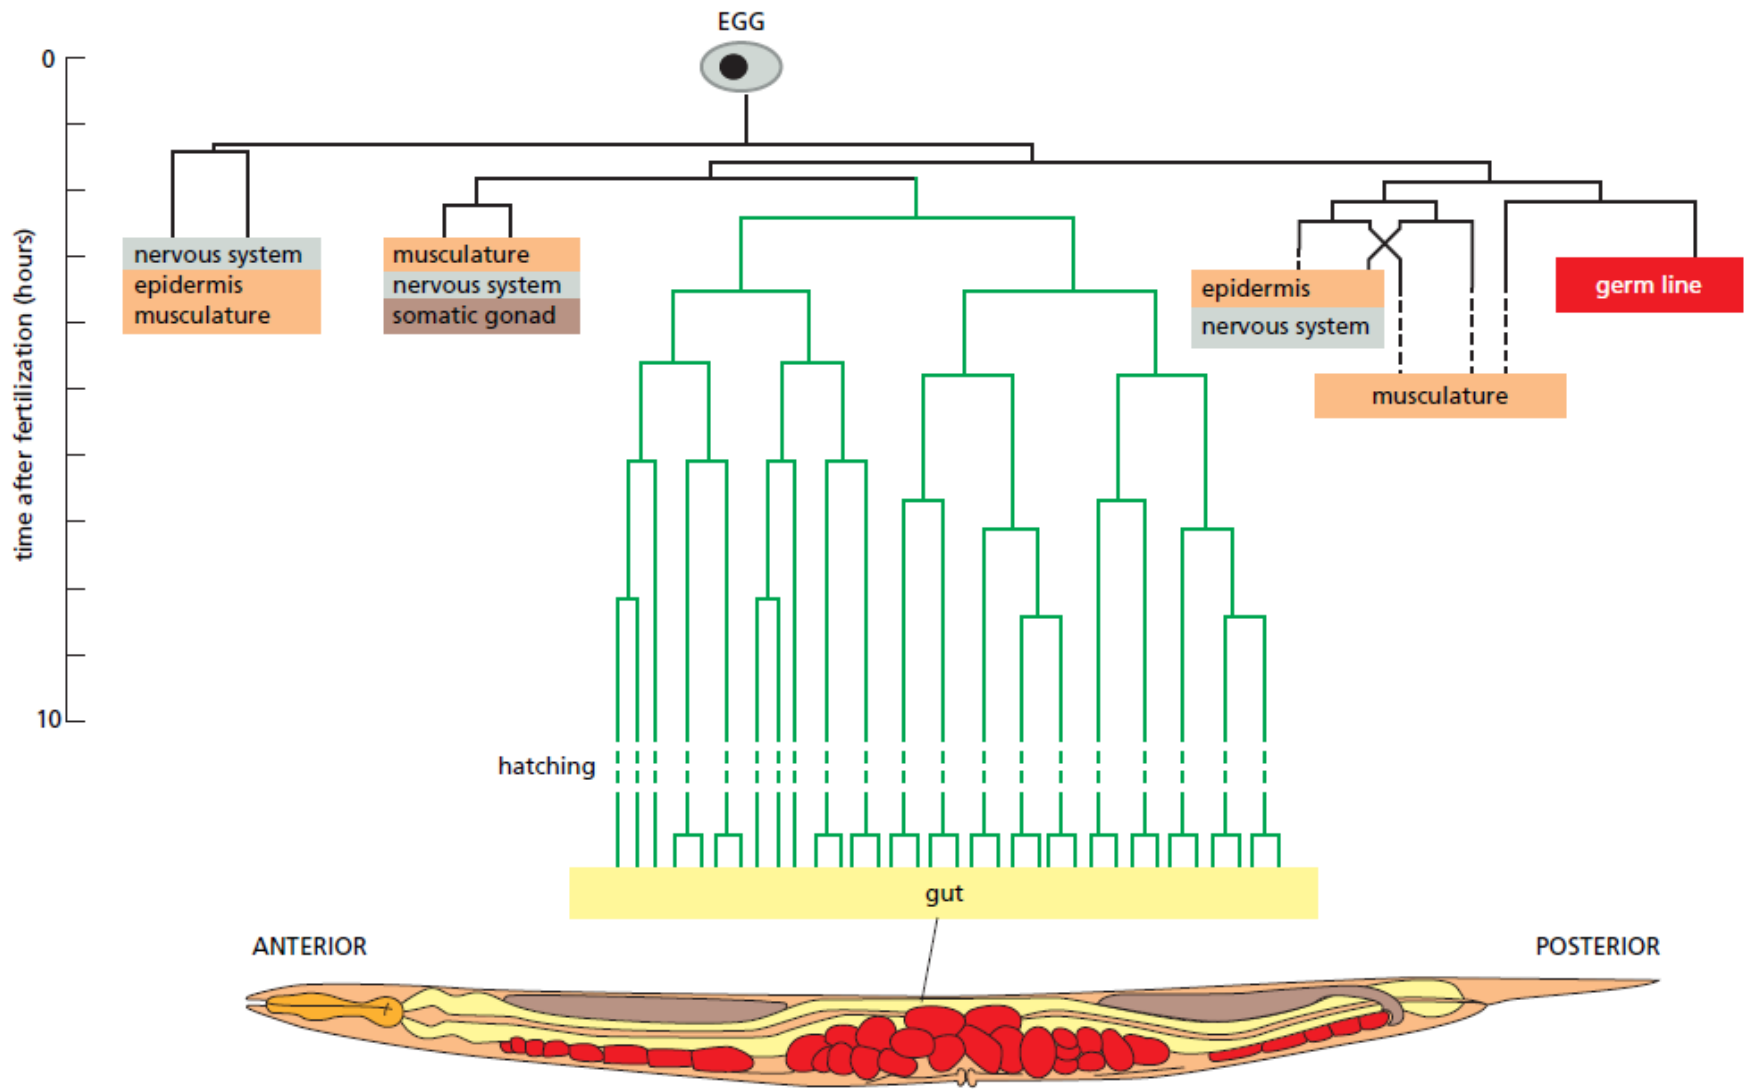 EGG
0
time after fertilization (hours)
10
nervous system
epidermis
musculature
musculature
nervous system
somatic gonad
epidermis
nervous system
germ line
musculature
hatching
gut
ANTERIOR
POSTERIOR